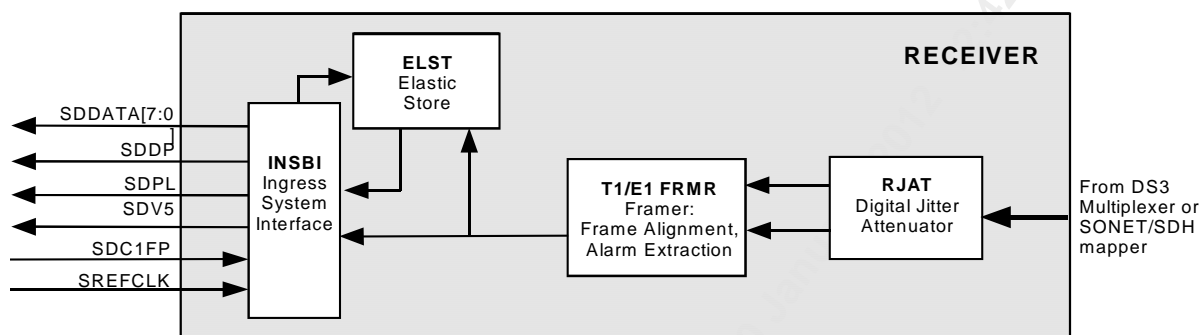 RECEIVER
ELST
Elastic
Store
SDDATA[7:0
]
SDDP
SDPL
SDV5
SDC1FP
SREFCLK
INSBI
Ingress
System
Interface
T1/E1 FRMR
Framer:
Frame Alignment,
Alarm Extraction
RJAT
Digital Jitter
Attenuator
From DS3
Multiplexer or
SONET/SDH
mapper